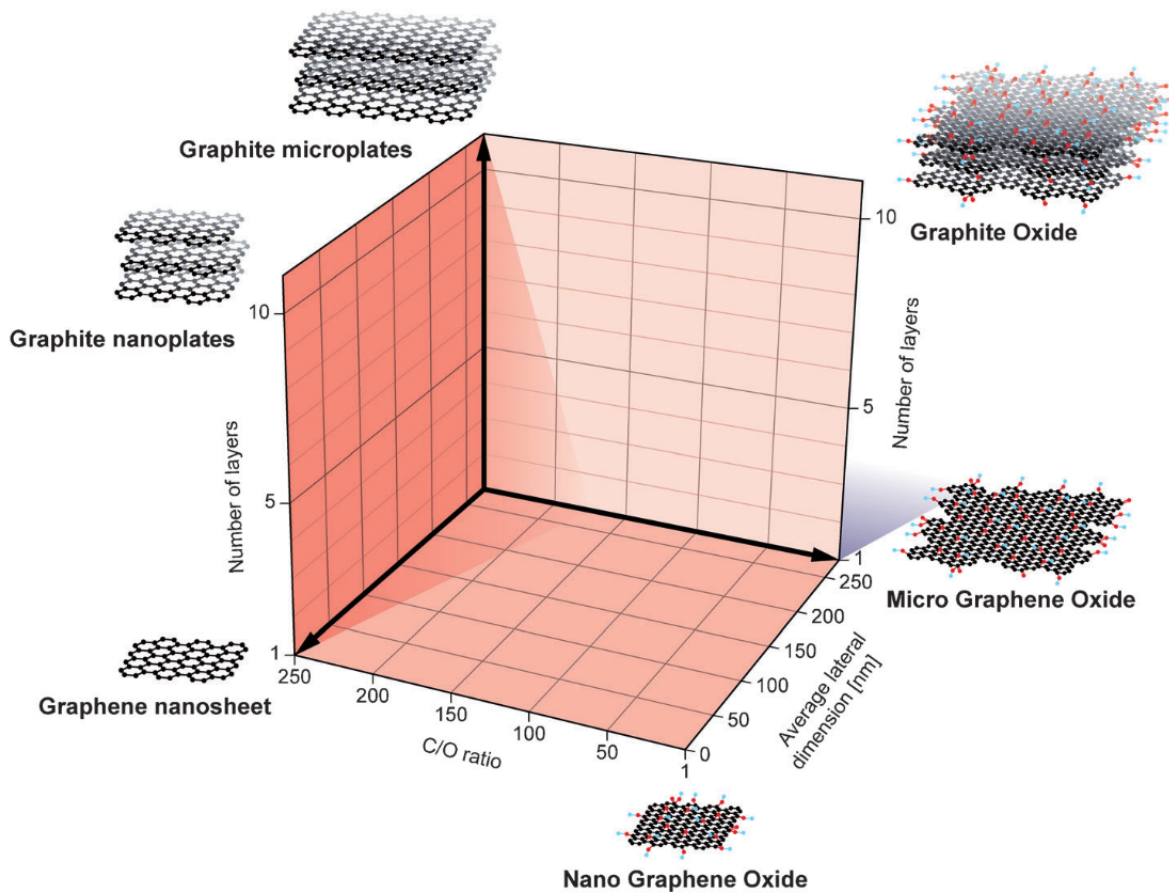 Graphite microplates
Graphite Oxide
Graphite nanoplates
10
5
1
Number of layers
10
5
1
Number of layers
Micro Graphene Oxide
Graphene nanosheet
250
200
150
100
50
1
C/O ratio
250
200
150
100
50
0
Average lateral
dimension [nm]
Nano Graphene Oxide